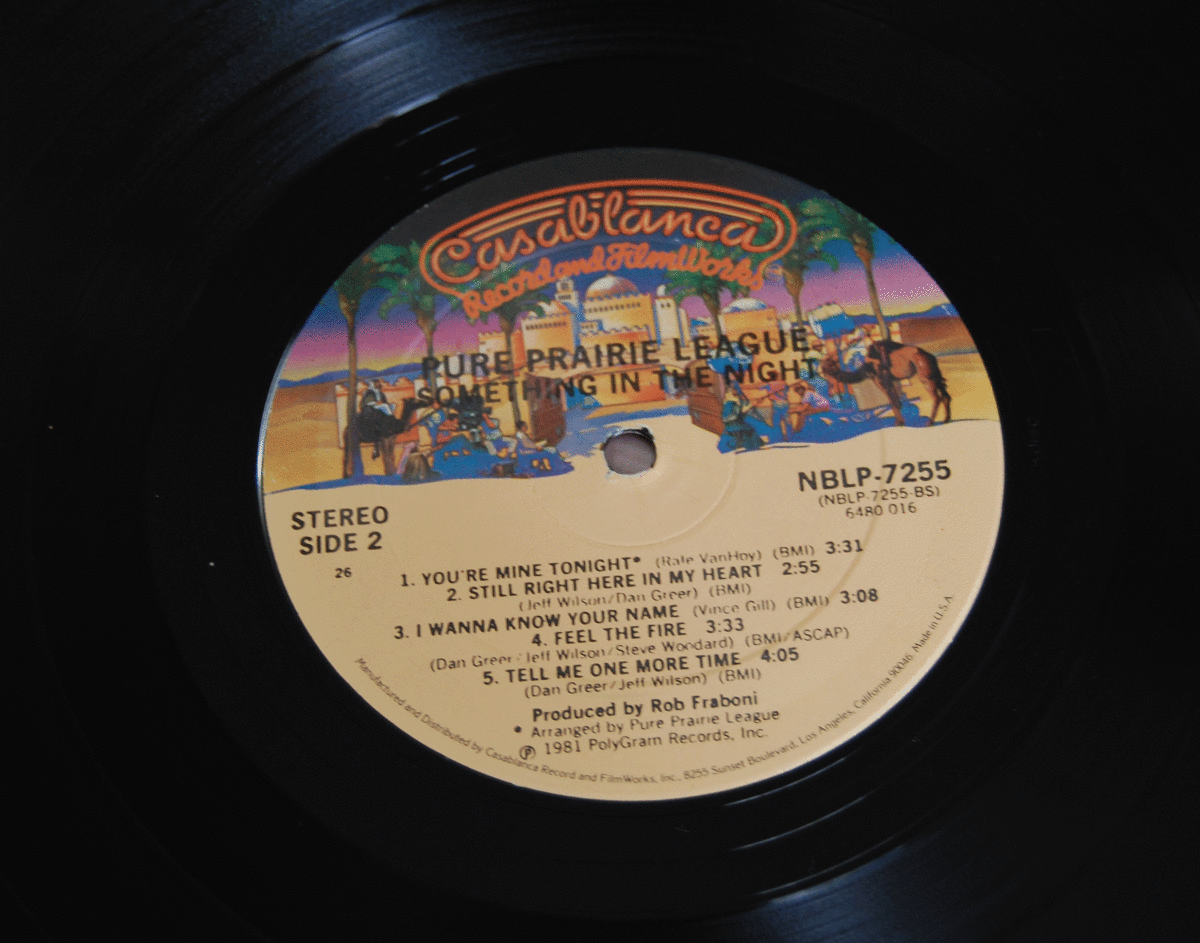 Casablanca
Record and FilmWorks
PURE PRAIRIE LEAGUE
SOMETHING IN THE NIGHT
NBLP-7255
(NBLP-7255-BS)
6480 016
STEREO
SIDE 2
26
1. YOU'RE MINE TONIGHT* (Rafe VanHoy) (BMI) 3:31
2. STILL RIGHT HERE IN MY HEART 2:55
(Jeff Wilson/Dan Greer) (BMI)
3. I WANNA KNOW YOUR NAME (Vince Gill) (BMI) 3:08
4. FEEL THE FIRE 3:33
(Dan Greer/Jeff Wilson/Steve Woodard) (BMI/ASCAP)
5. TELL ME ONE MORE TIME 4:05
(Dan Greer/Jeff Wilson) (BMI)
Produced by Rob Fraboni
* Arranged by Pure Prairie League
Ⓟ 1981 PolyGram Records, Inc.
Manufactured and Distributed by Casablanca Record and FilmWorks, Inc., 8255 Sunset Boulevard, Los Angeles, California 90046. Made in U.S.A.